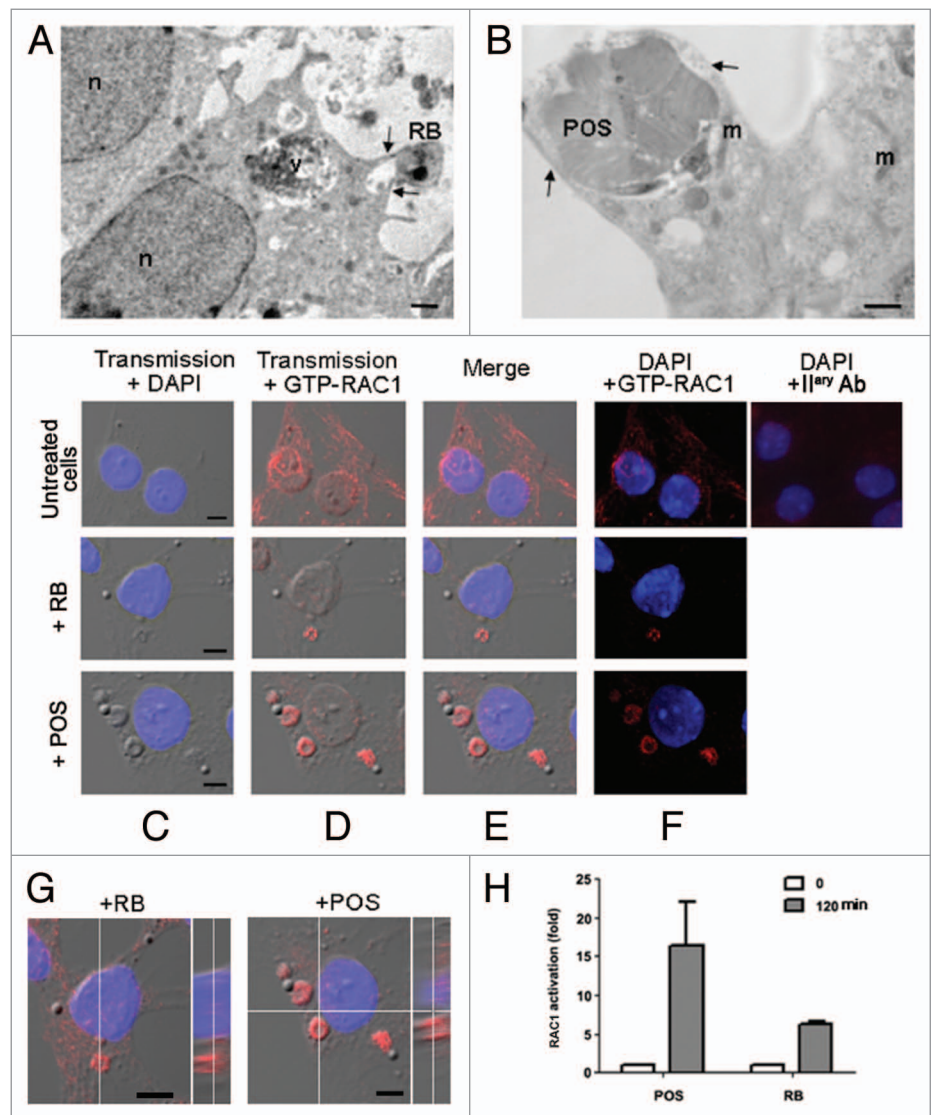 A
n
n
v
RB
B
POS
m
m
Transmission + DAPI
Transmission + GTP-RAC1
Merge
DAPI +GTP-RAC1
DAPI +IIary Ab
Untreated cells
+ RB
+ POS
C D E F
G
+RB
+POS
H
RAC1 activation (fold)
25
20
15
10
5
0
0
120 min
POS RB